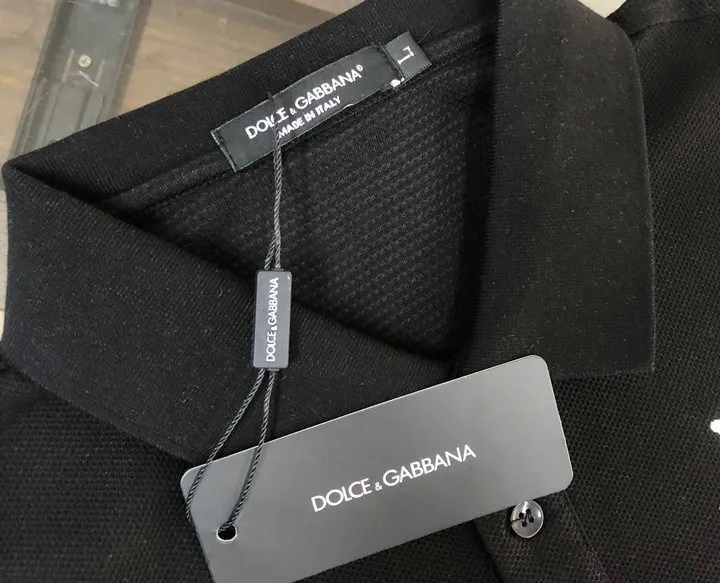 DOLCE & GABBANA®
MADE IN ITALY
L
DOLCE & GABBANA
DOLCE & GABBANA